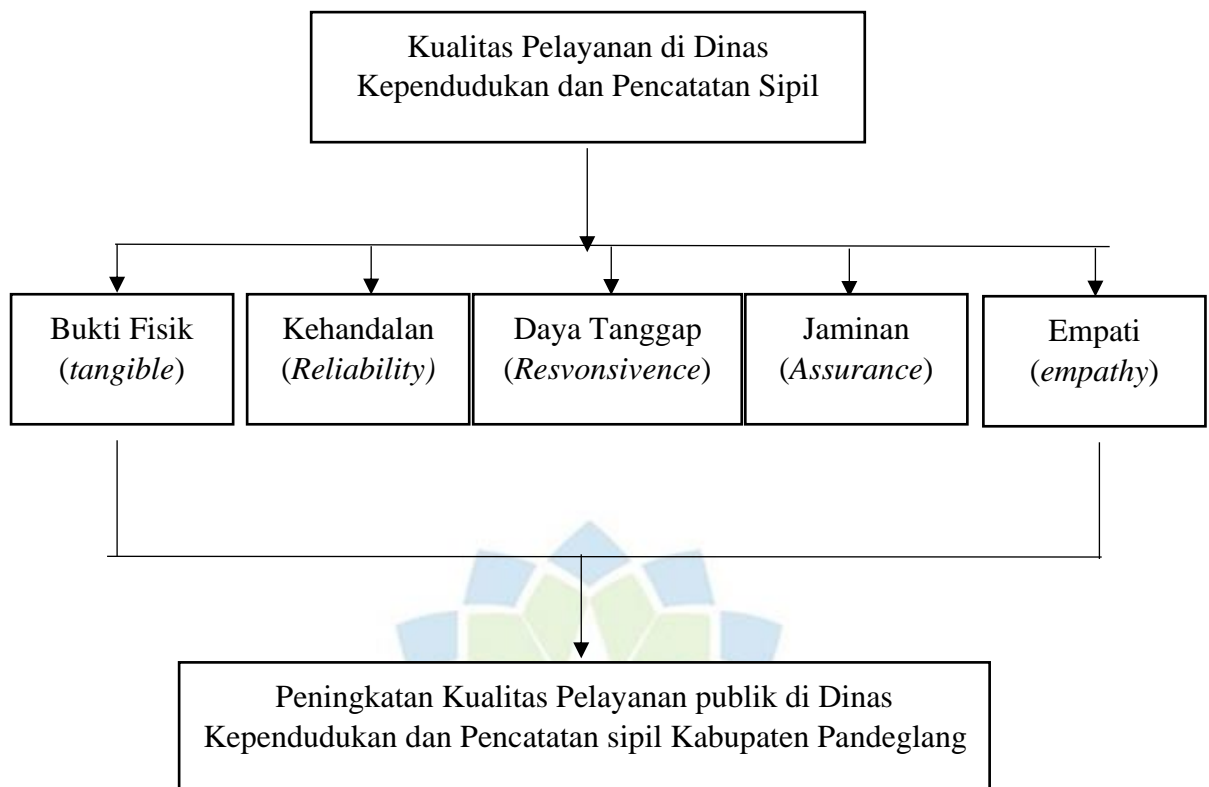 Kualitas Pelayanan di Dinas
Kependudukan dan Pencatatan Sipil
Bukti Fisik
(tangible)
Kehandalan
(Reliability)
Daya Tanggap
(Resvonsivence)
Jaminan
(Assurance)
Empati
(empathy)
Peningkatan Kualitas Pelayanan publik di Dinas
Kependudukan dan Pencatatan sipil Kabupaten Pandeglang